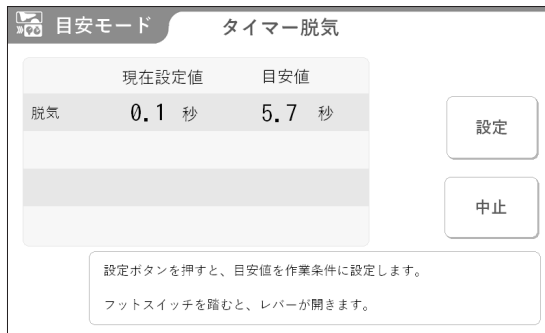 目安モード タイマー脱気
現在設定値 目安値
脱気 0.1 秒 5.7 秒
設定
中止
設定ボタンを押すと、目安値を作業条件に設定します。
フットスイッチを踏むと、レバーが開きます。